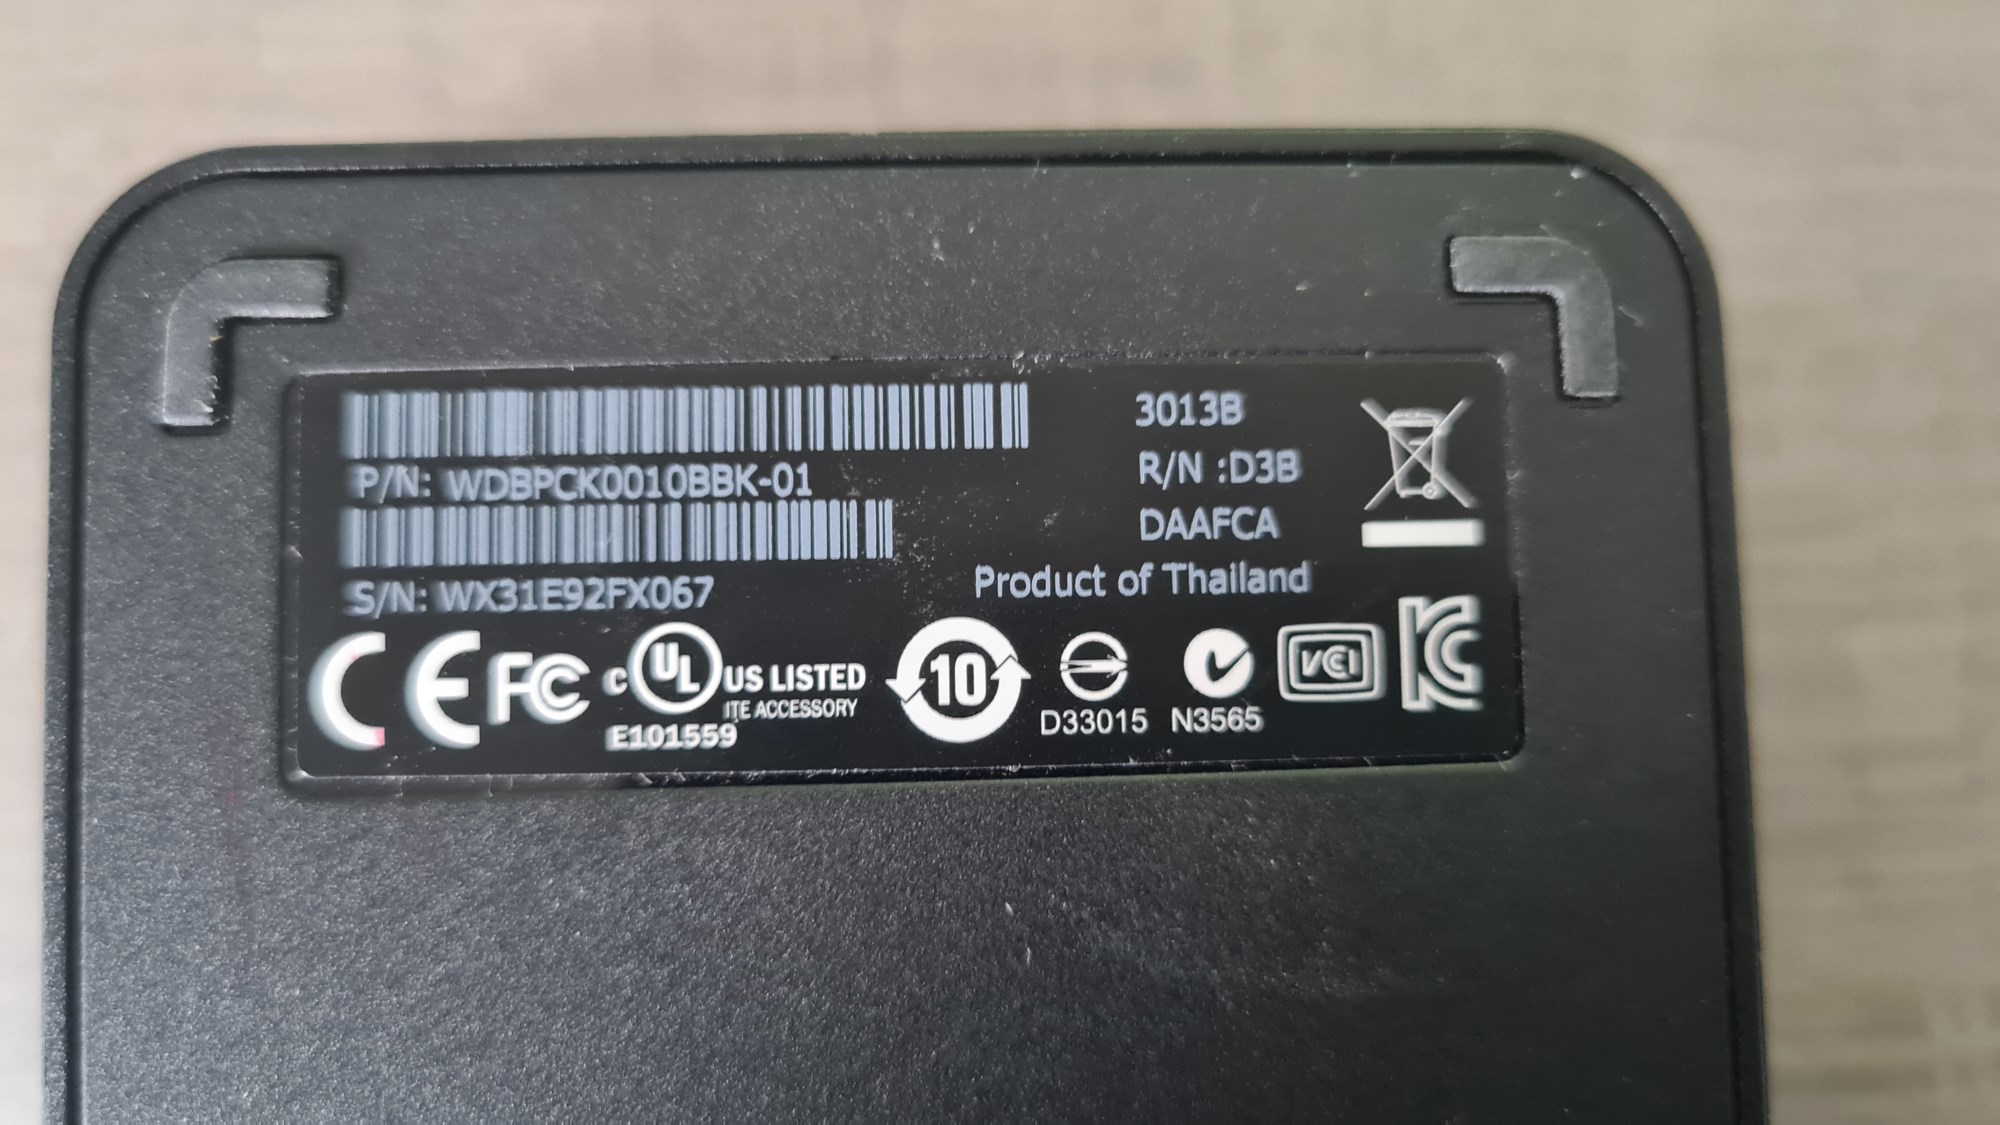 3013B
P/N: WDBPCK0010BBK-01
R/N :D3B
DAAFCA
Product of Thailand
S/N: WX31E92FX067
CE FC c UL US LISTED
ITE ACCESSORY
E101559
10
D33015
N3565
VCI
KC